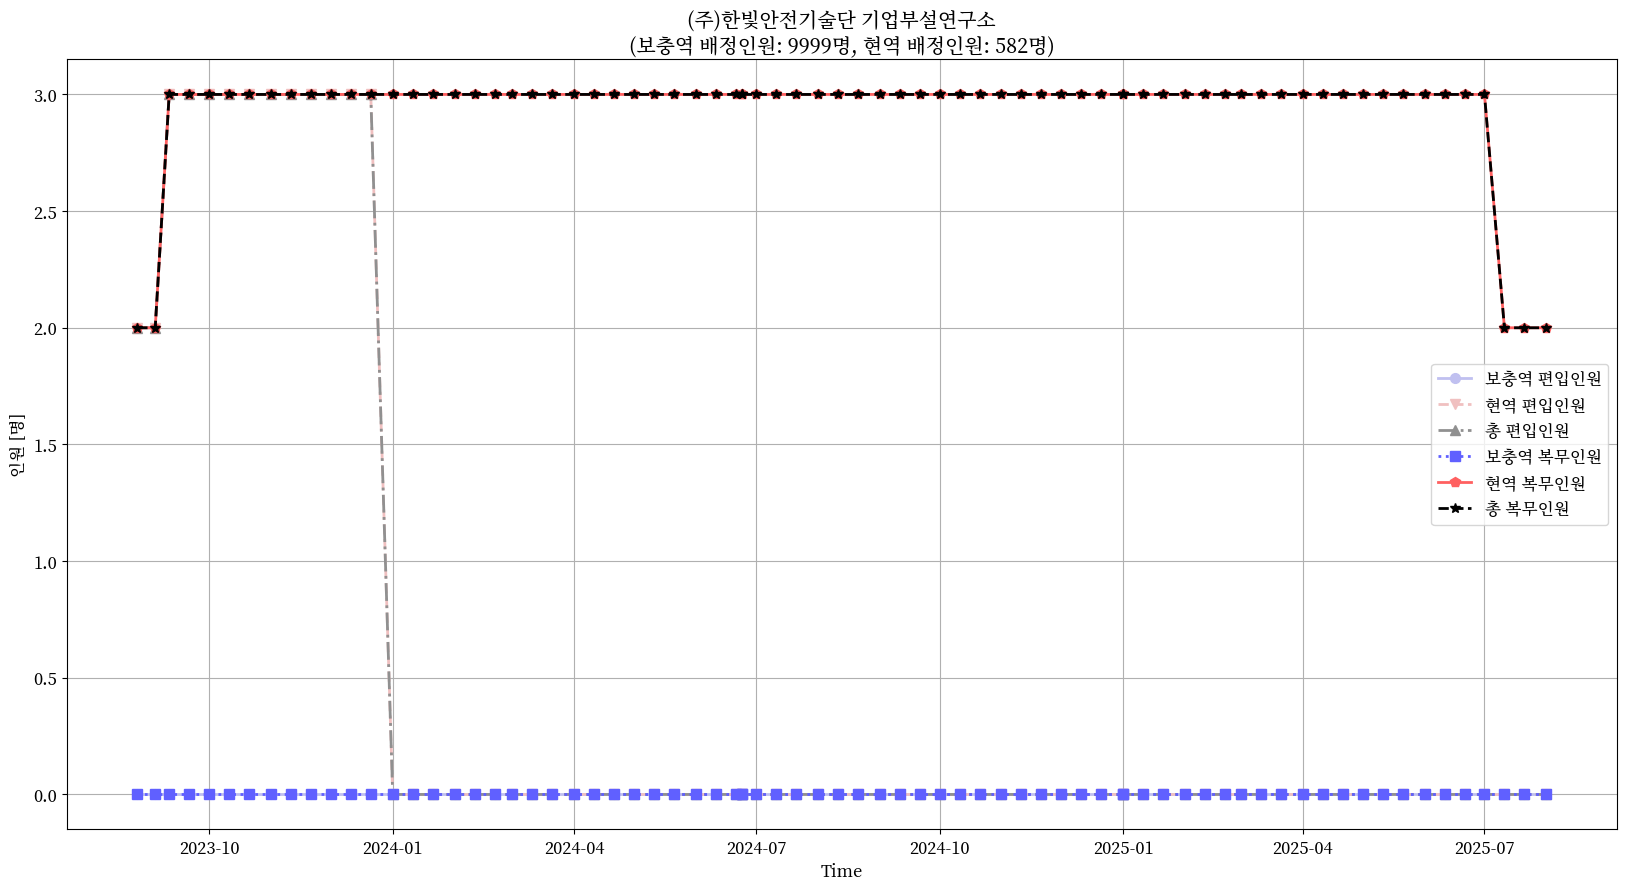 (주)한빛안전기술단 기업부설연구소
(보충역 배정인원: 9999명, 현역 배정인원: 582명)
3.0
2.5
2.0
1.5
1.0
0.5
0.0
인원 [명]
보충역 편입인원
현역 편입인원
총 편입인원
보충역 복무인원
현역 복무인원
총 복무인원
2023-10
2024-01
2024-04
2024-07
2024-10
2025-01
2025-04
2025-07
Time